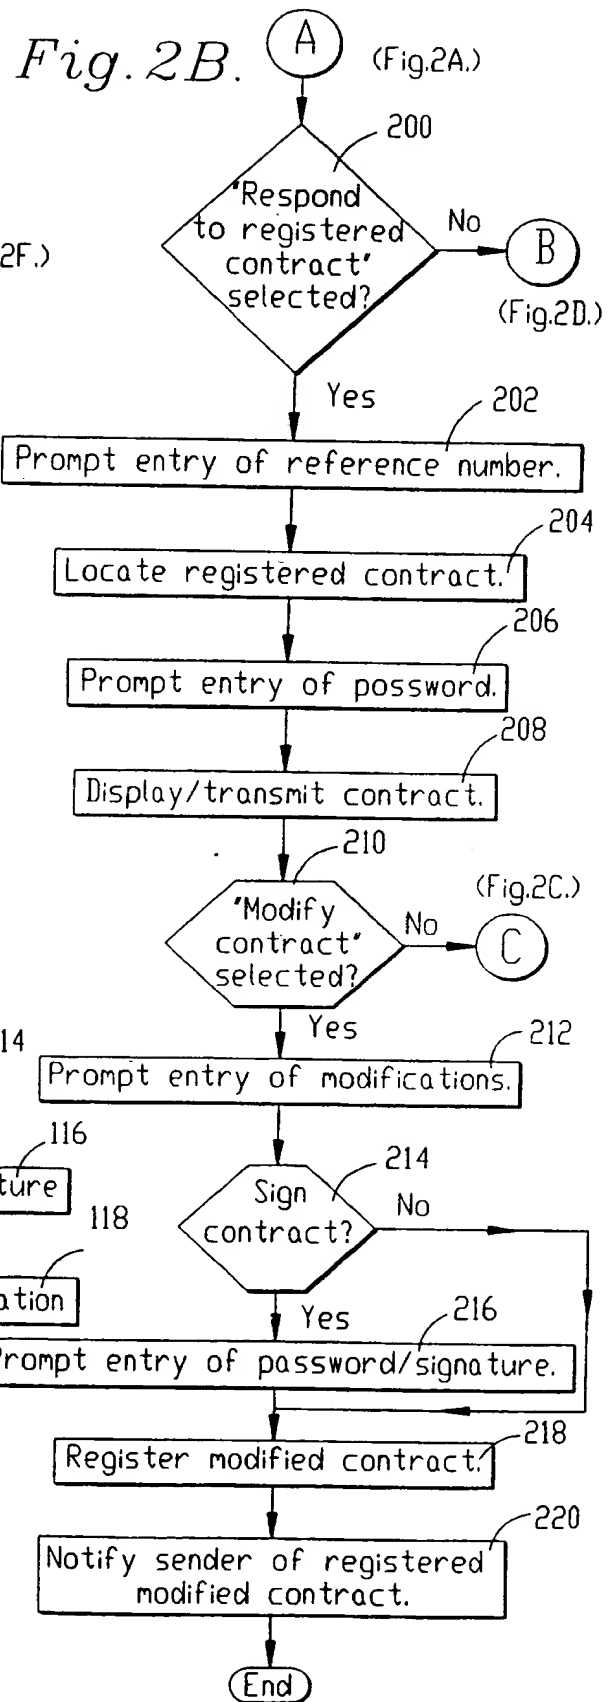 Fig. 2B.
A
(Fig.2A.)
200
"Respond
to registered
contract"
selected?
No
B
(Fig.2D.)
2F.)
Yes
202
Prompt entry of reference number.
204
Locate registered contract.
206
Prompt entry of possword.
208
Display/transmit contract.
210
"Modify
contract"
selected?
No
(Fig.2C.)
C
Yes
14
212
Prompt entry of modifications.
116
ture
214
Sign
contract?
No
118
ation
Yes
216
Prompt entry of password/signature.
218
Register modified contract.
220
Notify sender of registered
modified contract.
End